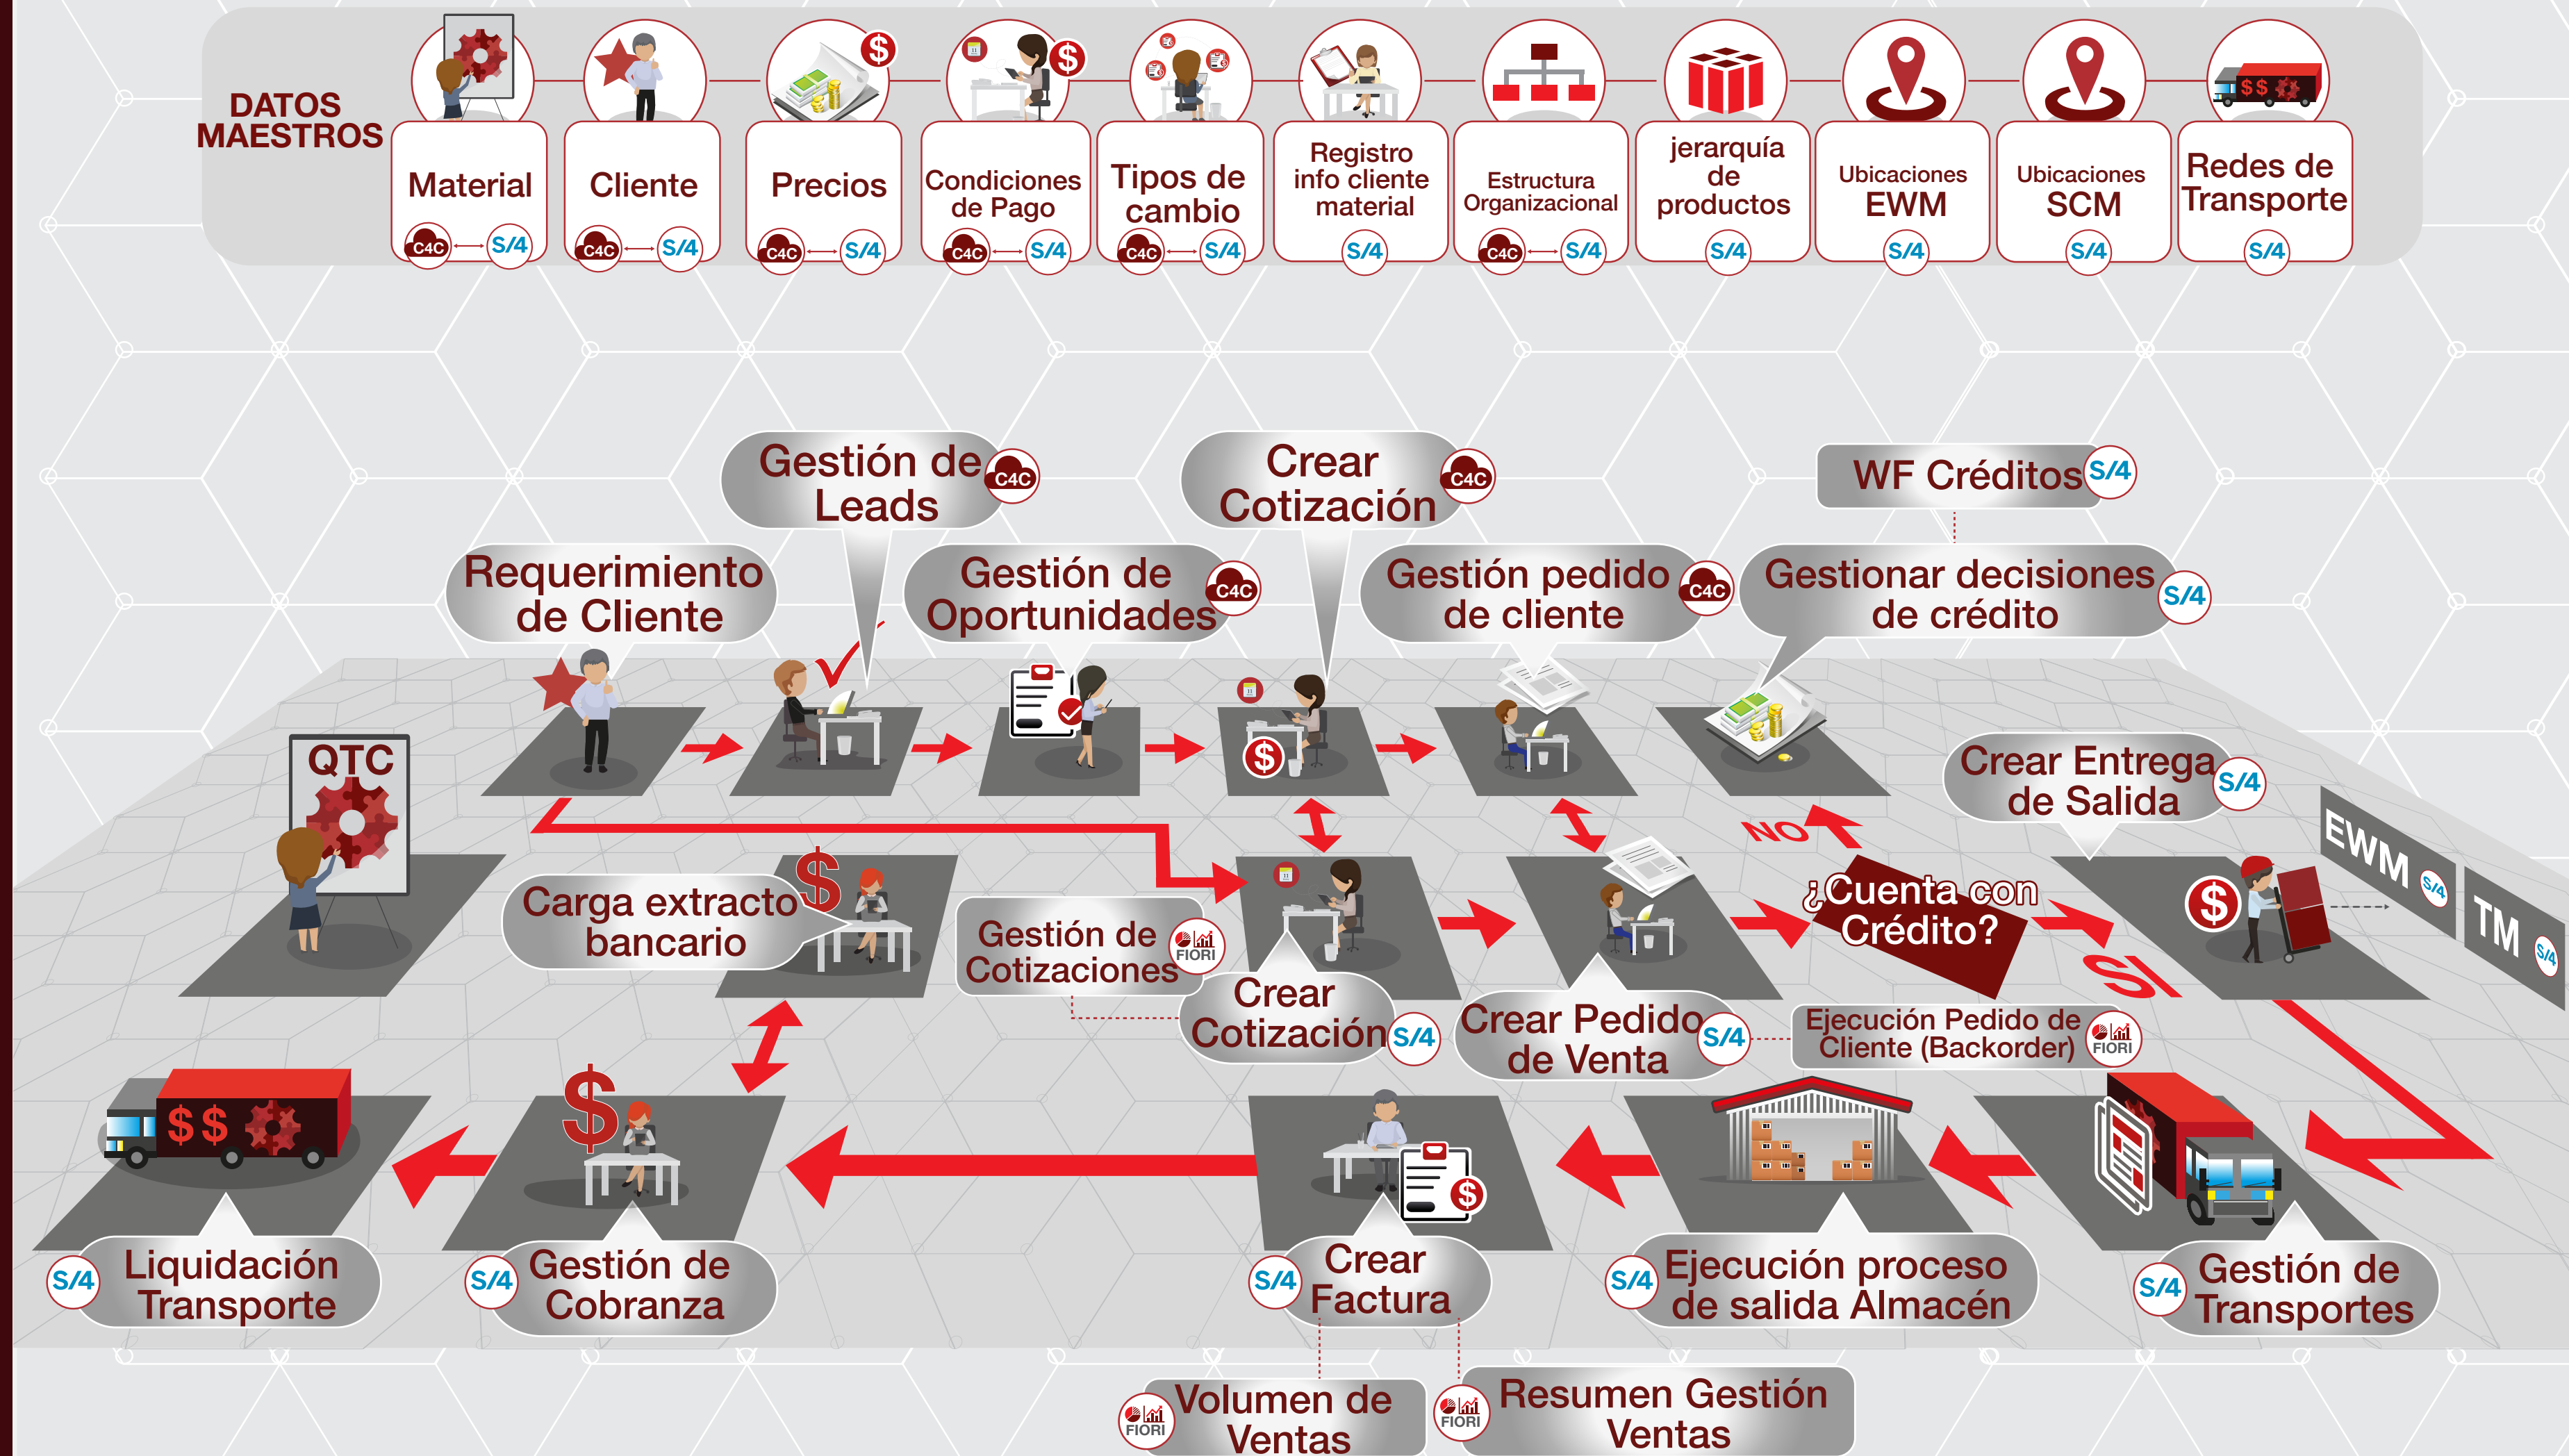 DATOS
MAESTROS
Material
C4C
S/4
Cliente
C4C
S/4
Precios
C4C
S/4
Condiciones
de Pago
C4C
S/4
Tipos de
cambio
C4C
S/4
Registro
info cliente
material
S/4
Estructura
Organizacional
C4C
S/4
jerarquía
de
productos
S/4
Ubicaciones
EWM
S/4
Ubicaciones
SCM
S/4
Redes de
Transporte
S/4
Gestión de
Leads
C4C
Crear
Cotización
C4C
WF Créditos
S/4
Requerimiento
de Cliente
Gestión de
Oportunidades
C4C
Gestión pedido
de cliente
C4C
Gestionar decisiones
de crédito
S/4
QTC
Crear Entrega
de Salida
S/4
NO
EWM
S/4
TM
S/4
Carga extracto
bancario
Gestión de
Cotizaciones
FIORI
¿Cuenta con
Crédito?
SI
Crear
Cotización
S/4
Crear Pedido
de Venta
S/4
Ejecución Pedido de
Cliente (Backorder)
FIORI
S/4
Liquidación
Transporte
S/4
Gestión de
Cobranza
S/4
Crear
Factura
S/4
Ejecución proceso
de salida Almacén
S/4
Gestión de
Transportes
FIORI
Volumen de
Ventas
FIORI
Resumen Gestión
Ventas